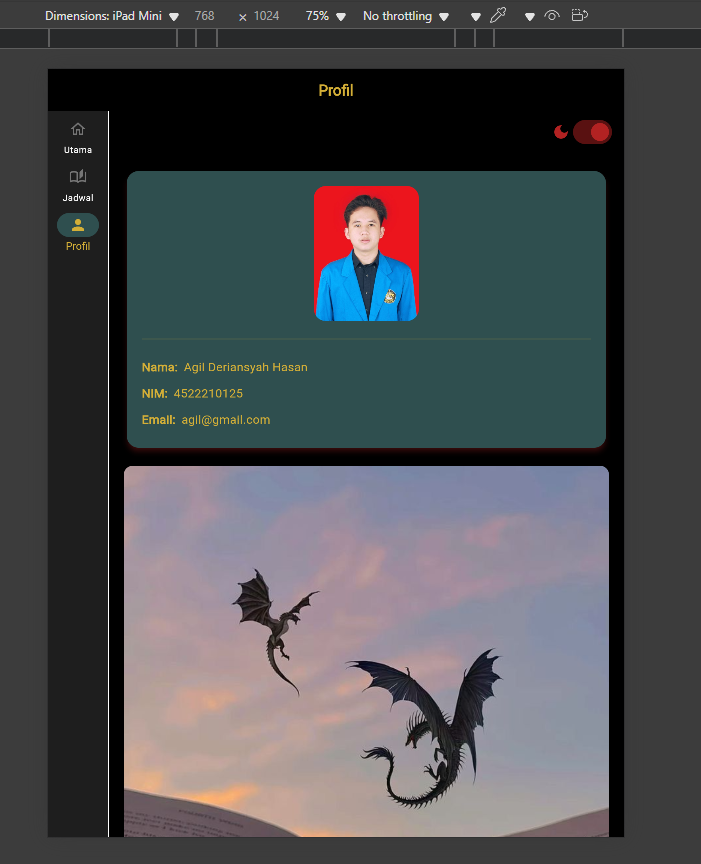 Dimensions: iPad Mini 768 × 1024 75% No throttling
Profil
Utama
Jadwal
Profil
Nama: Agil Deriansyah Hasan
NIM: 4522210125
Email: agil@gmail.com